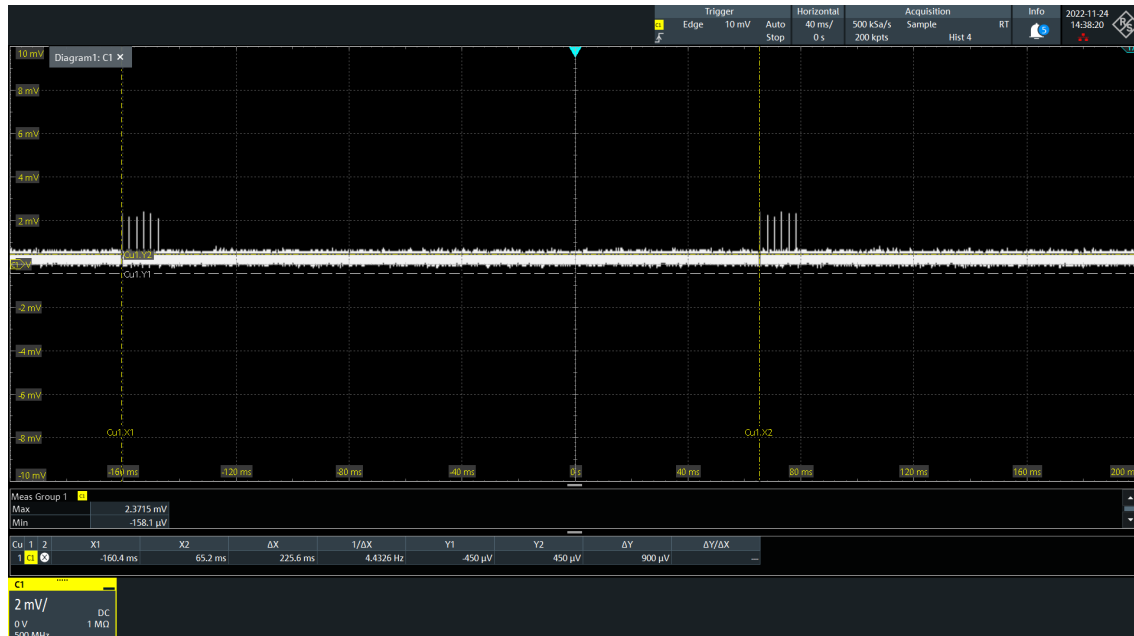 Trigger Horizontal Acquisition Info 2022-11-24
C1 Edge 10 mV Auto 40 ms/ 500 kSa/s Sample RT 5 14:38:20
Stop 0 s 200 kpts Hist 4
10 mV Diagram1: C1 ×
8 mV
6 mV
4 mV
2 mV
Cu1.Y2
C1
Cu1.Y1
-2 mV
-4 mV
-6 mV
-8 mV Cu1.X1 Cu1.X2
-10 mV -160 ms -120 ms -80 ms -40 ms 0 s 40 ms 80 ms 120 ms 160 ms 200 m
Meas Group 1 C1
Max 2.3715 mV
Min -158.1 µV
Cu 1 2 X1 X2 ΔX 1/ΔX Y1 Y2 ΔY ΔY/ΔX
1 C1 X -160.4 ms 65.2 ms 225.6 ms 4.4326 Hz -450 µV 450 µV 900 µV —
C1
2 mV/ DC
0 V 1 MΩ
500 MHz